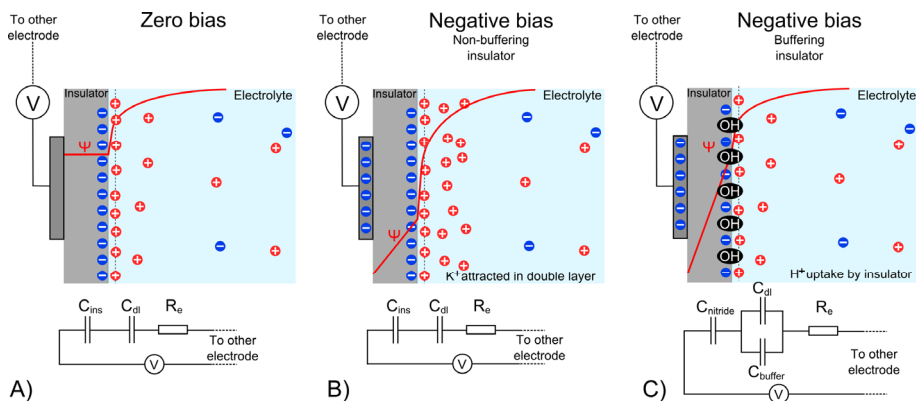 Zero bias
To other
electrode
V
Insulator
Electrolyte
Ψ
C_ins
C_dl
R_e
To other
electrode
V
A)
Negative bias
Non-buffering
insulator
To other
electrode
V
Insulator
Electrolyte
Ψ
K⁺ attracted in double layer
C_ins
C_dl
R_e
To other
electrode
V
B)
Negative bias
Buffering
insulator
To other
electrode
V
Insulator
Electrolyte
OH
Ψ
OH
OH
OH
OH
H⁺ uptake by insulator
C_nitride
C_dl
R_e
C_buffer
To other
electrode
V
C)